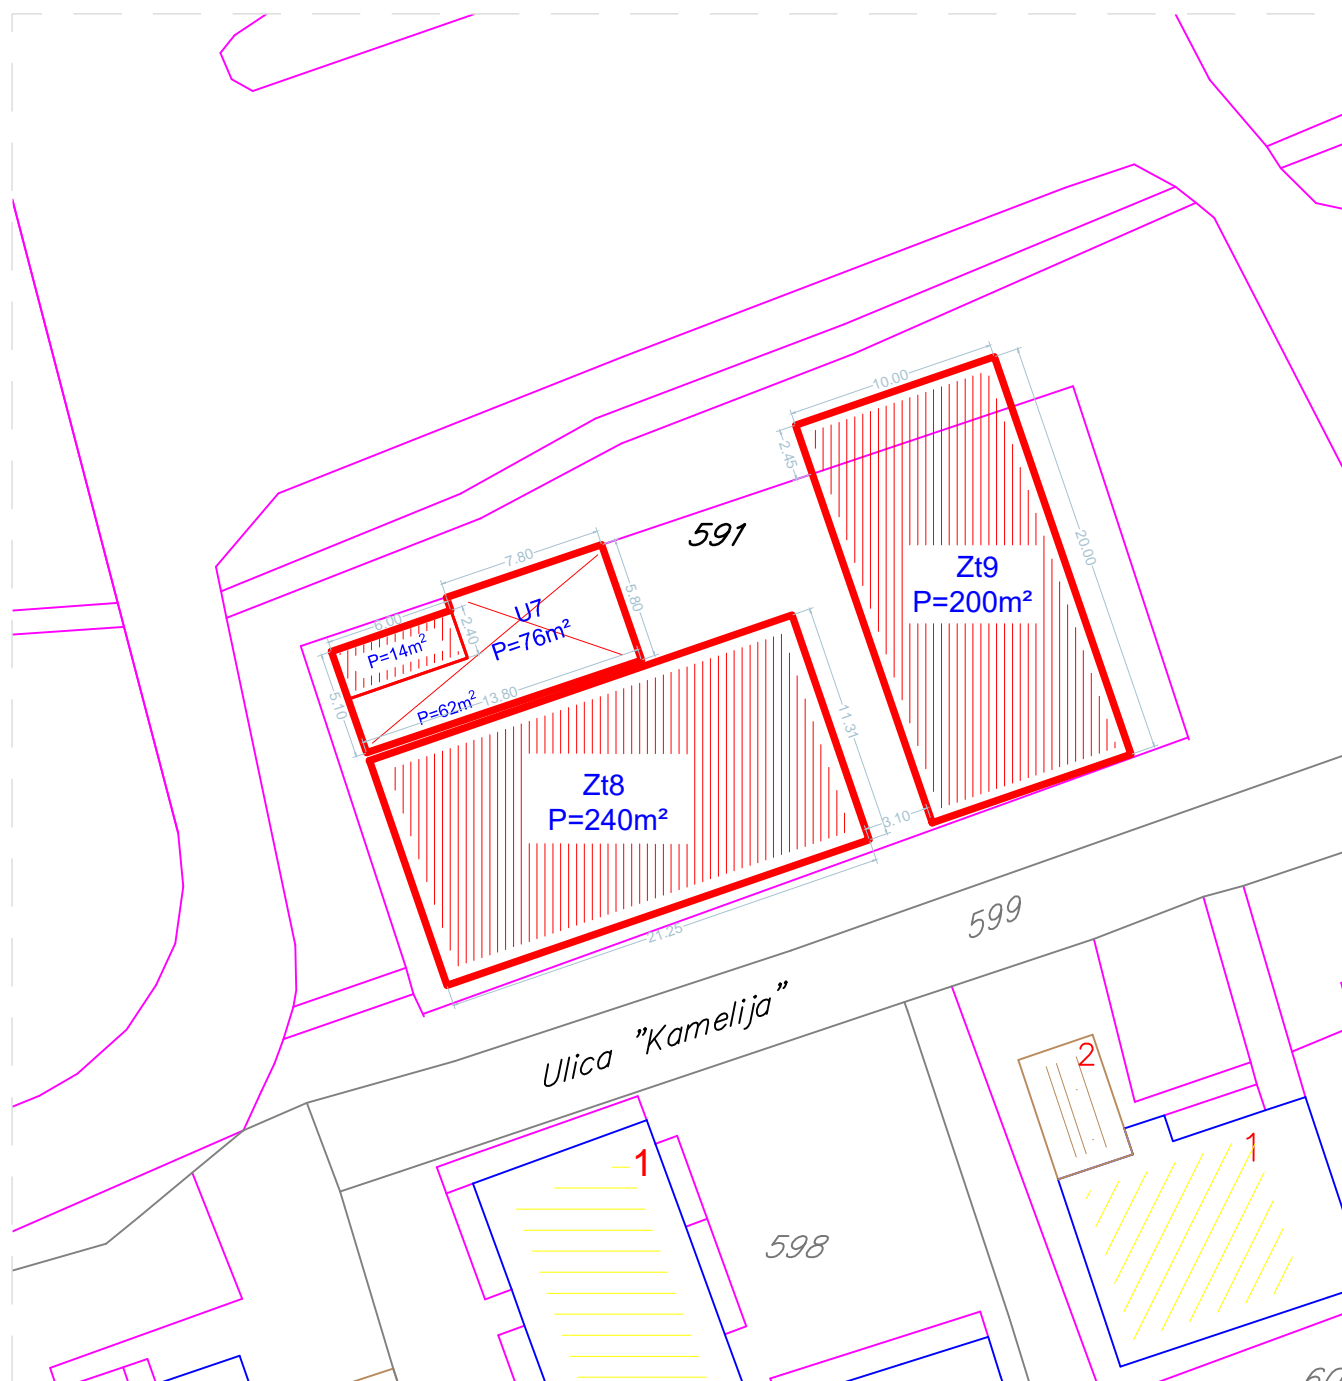 10.00
2.45
591
20.00
Zt9
P=200m²
7.80
5.80
U7
P=76m²
6.00
2.40
P=14m²
5.10
P=62m²
13.80
11.31
Zt8
P=240m²
3.10
21.25
599
Ulica "Kamelija"
2
1
1
598